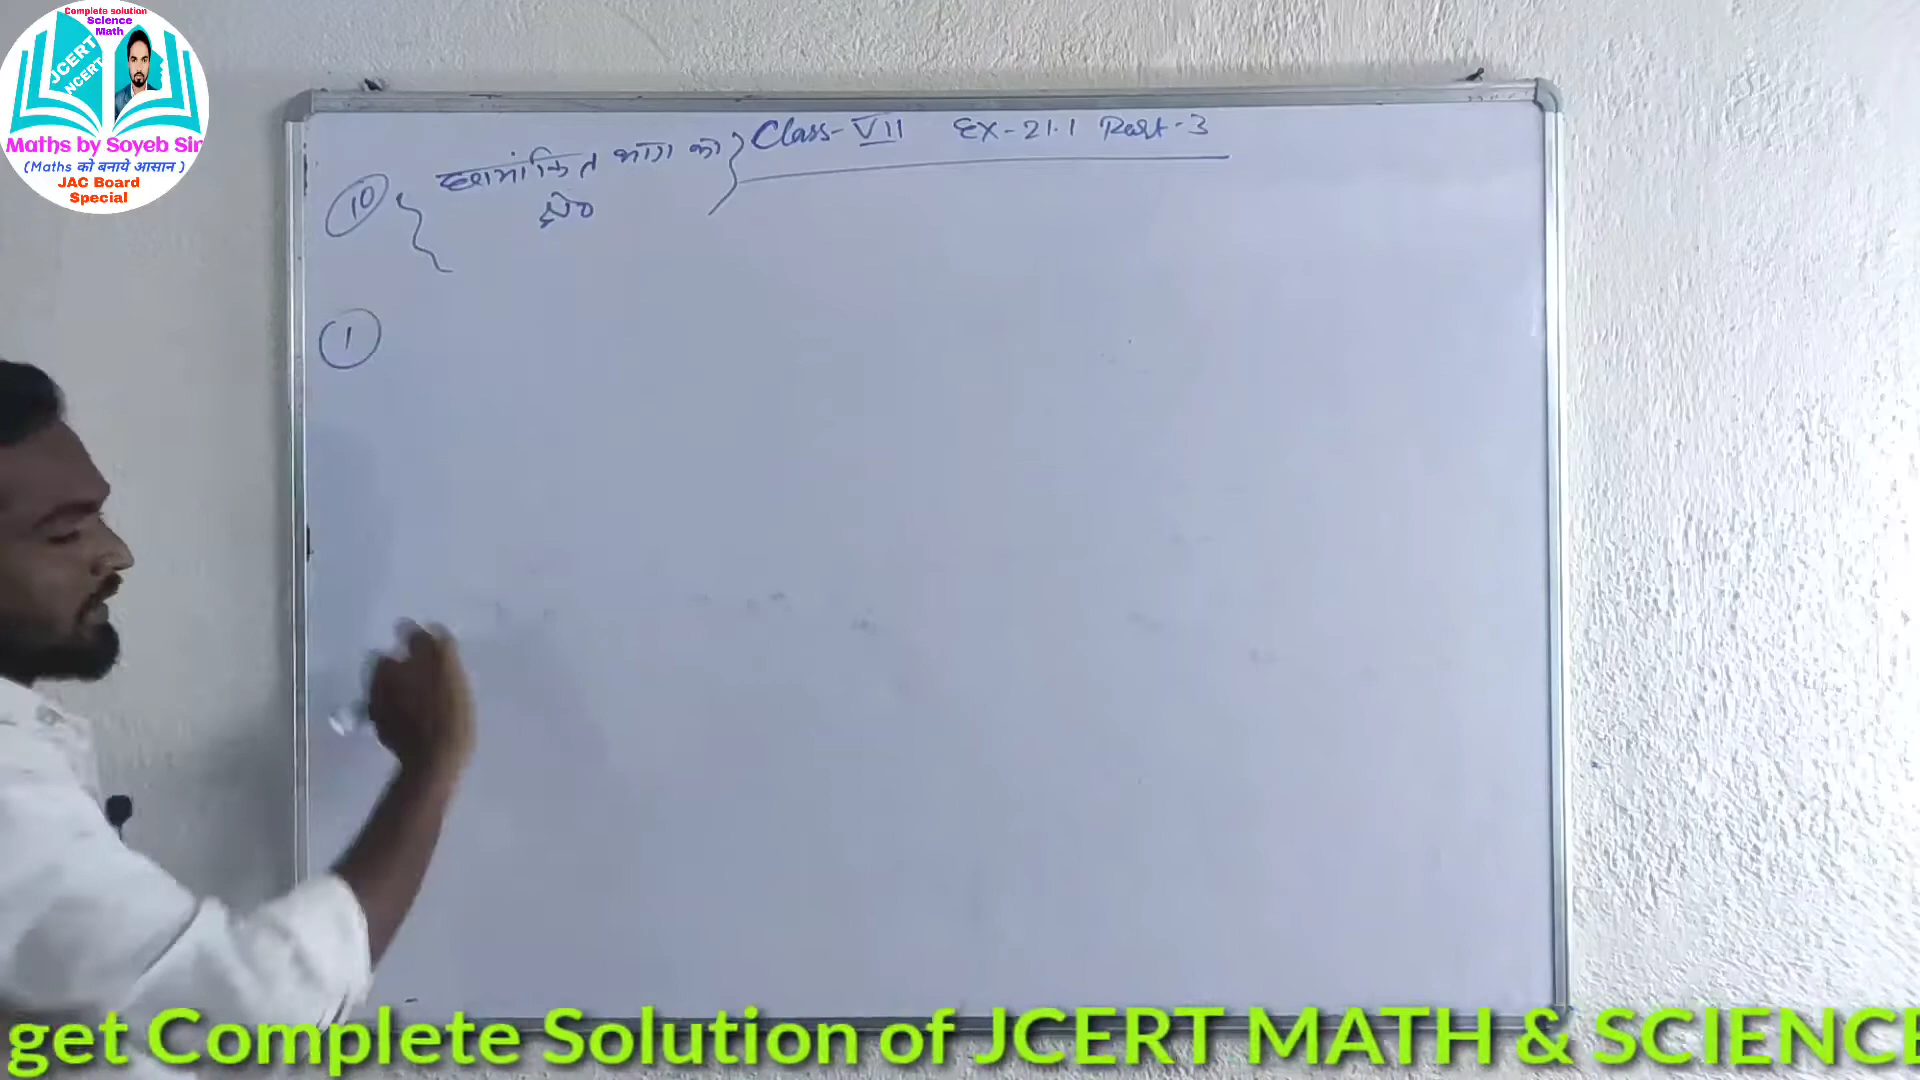 Complete solution
Science
Math
JCERT
NCERT
Maths by Soyeb Sir
(Maths को बनाये आसान )
JAC Board
Special
Class-VII Ex-21.1 Part-3
10 भाग का
1
get Complete Solution of JCERT MATH & SCIENCE